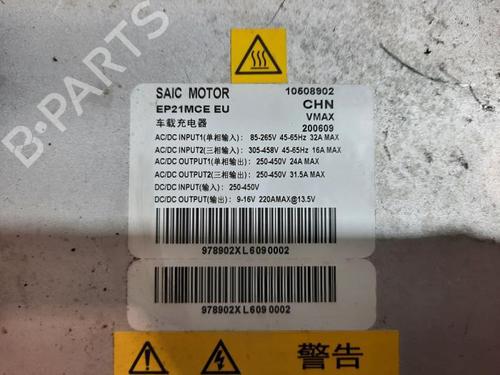 B-PARTS
SAIC MOTOR 10508902
EP21MCE EU CHN
车载充电器 VMAX
200609
AC/DC INPUT1(单相输入): 85-265V 45-65Hz 32A MAX
AC/DC INPUT2(三相输入): 305-458V 45-65Hz 16A MAX
AC/DC OUTPUT1(单相输出): 250-450V 24A MAX
AC/DC OUTPUT2(三相输出): 250-450V 31.5A MAX
DC/DC INPUT(输入): 250-450V
DC/DC OUTPUT(输出): 9-16V 220AMAX@13.5V
978902XL6090002
978902XL6090002
警告